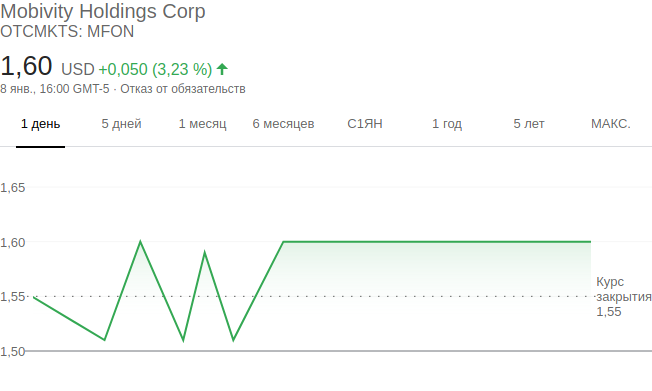 Mobivity Holdings Corp
OTCMKTS: MFON
1,60 USD +0,050 (3,23 %)
8 янв., 16:00 GMT-5 · Отказ от обязательств
1 день 5 дней 1 месяц 6 месяцев С1ЯН 1 год 5 лет МАКС.
1,65
1,60
1,55
1,50
Курс
закрытия
1,55